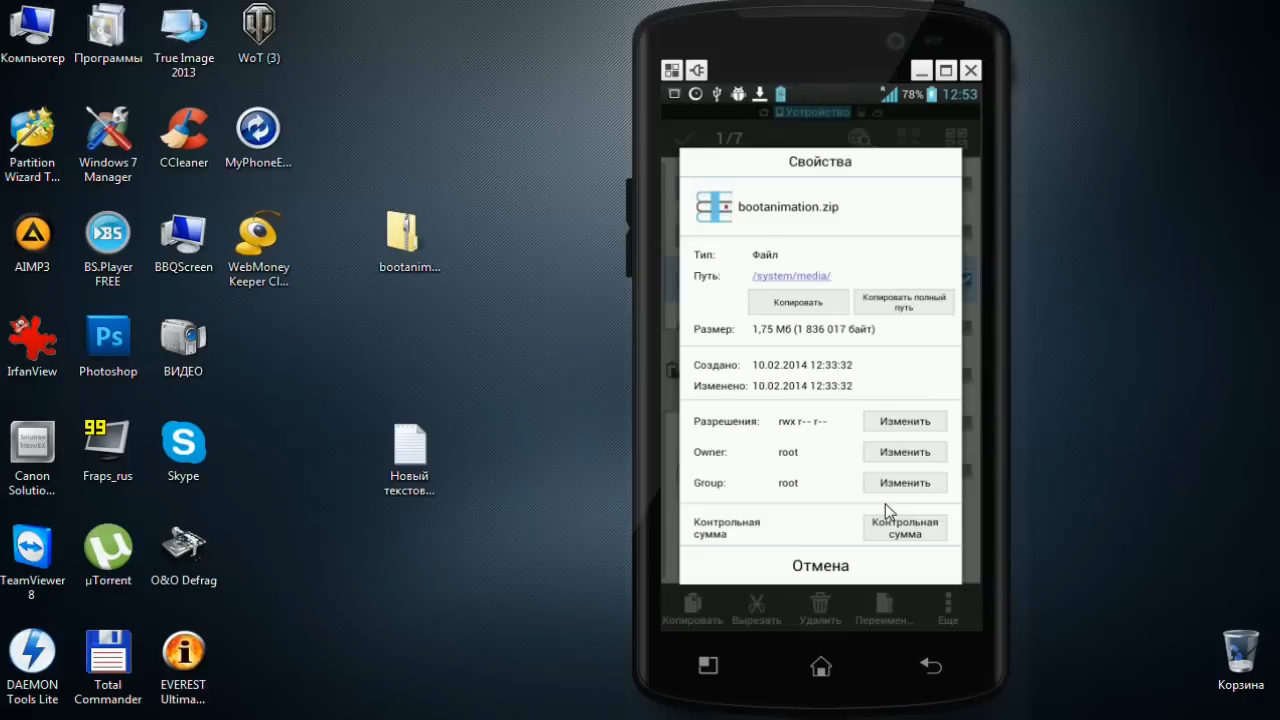 Компьютер
Программы
True Image
2013
WoT (3)
Partition
Wizard T...
Windows 7
Manager
CCleaner
MyPhoneE...
AIMP3
BS.Player
FREE
BBQScreen
WebMoney
Keeper Cl...
bootanim...
IrfanView
Photoshop
ВИДЕО
Canon
Solutio...
99
Fraps_rus
Skype
Новый
текстов...
TeamViewer
8
µTorrent
O&O Defrag
DAEMON
Tools Lite
Total
Commander
EVEREST
Ultima...
Корзина
78% 12:53
Устройство
1/7
Свойства
bootanimation.zip
Тип: Файл
Путь: /system/media/
Копировать
Копировать полный
путь
Размер: 1,75 Мб (1 836 017 байт)
Создано: 10.02.2014 12:33:32
Изменено: 10.02.2014 12:33:32
Разрешения: rwx r-- r-- Изменить
Owner: root Изменить
Group: root Изменить
Контрольная
сумма
Контрольная
сумма
Отмена
Копировать Вырезать Удалить Переимен... Еще